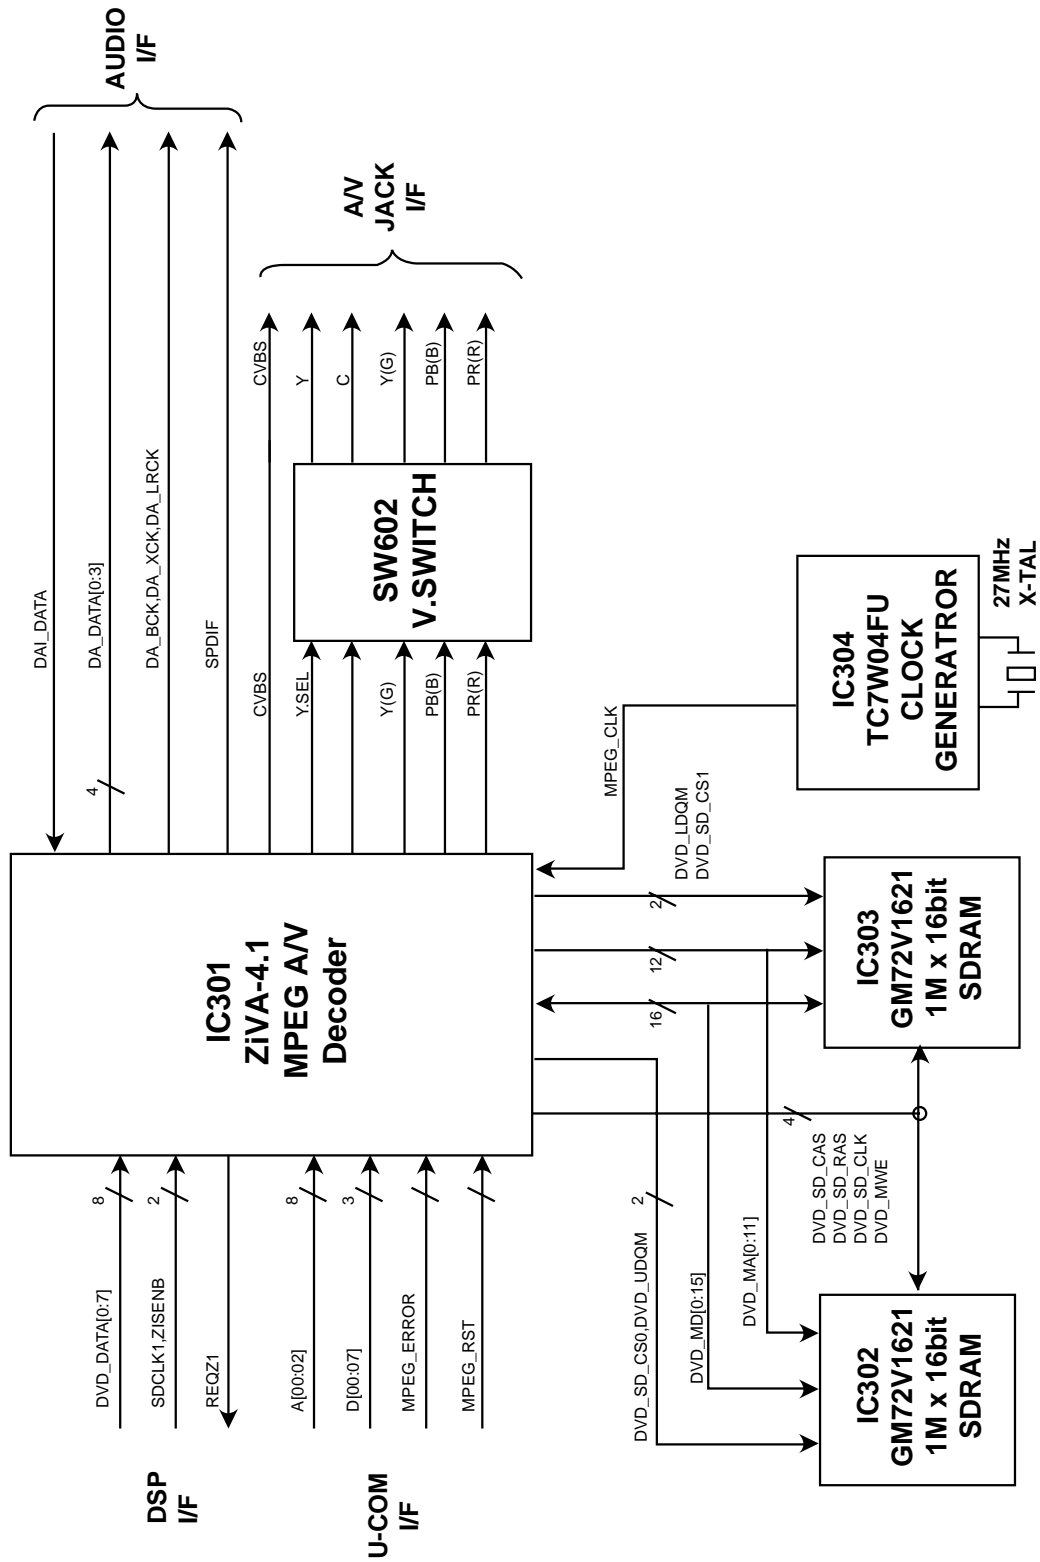 DSP
I/F
U-COM
I/F
DVD_DATA[0:7]
8
SDCLK1,ZISENB
2
REQZ1
A[00:02]
8
D[00:07]
3
MPEG_ERROR
MPEG_RST
IC301
ZiVA-4.1
MPEG A/V
Decoder
DAI_DATA
4
DA_DATA[0:3]
DA_BCK,DA_XCK,DA_LRCK
SPDIF
AUDIO
I/F
CVBS
Y.SEL
Y(G)
PB(B)
PR(R)
SW602
V.SWITCH
CVBS
Y
C
Y(G)
PB(B)
PR(R)
A/V
JACK
I/F
MPEG_CLK
IC304
TC7W04FU
CLOCK
GENERATROR
27MHz
X-TAL
2
DVD_LDQM
DVD_SD_CS1
12
16
2
4
DVD_SD_CS0,DVD_UDQM
DVD_MD[0:15]
DVD_MA[0:11]
DVD_SD_CAS
DVD_SD_RAS
DVD_SD_CLK
DVD_MWE
IC302
GM72V1621
1M x 16bit
SDRAM
IC303
GM72V1621
1M x 16bit
SDRAM